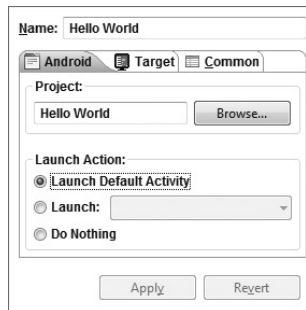 Name: Hello World
Android Target Common
Project:
Hello World Browse...
Launch Action:
Launch Default Activity
Launch:
Do Nothing
Apply Revert